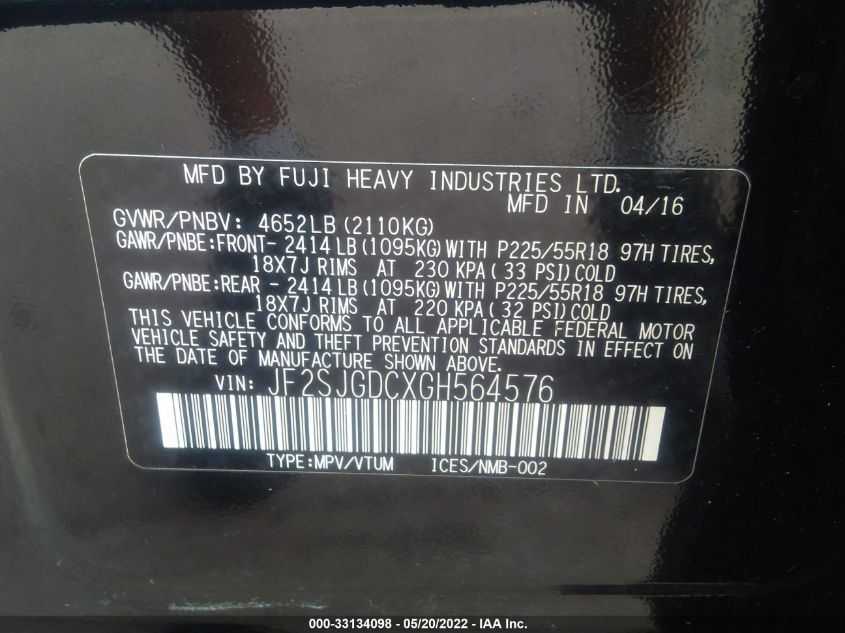 MFD BY FUJI HEAVY INDUSTRIES LTD.
MFD IN 04/16
GVWR/PNBV: 4652LB(2110KG)
GAWR/PNBE:FRONT- 2414LB(1095KG)WITH P225/55R18 97H TIRES,
18X7J RIMS AT 230 KPA( 33 PSI)COLD
GAWR/PNBE:REAR - 2414LB(1095KG)WITH P225/55R18 97H TIRES,
18X7J RIMS AT 220 KPA( 32 PSI)COLD
THIS VEHICLE CONFORMS TO ALL APPLICABLE FEDERAL MOTOR
VEHICLE SAFETY AND THEFT PREVENTION STANDARDS IN EFFECT ON
THE DATE OF MANUFACTURE SHOWN ABOVE.
VIN: JF2SJGDCXGH564576
TYPE:MPV/VTUM ICES/NMB-002
000-33134098 - 05/20/2022 - IAA Inc.